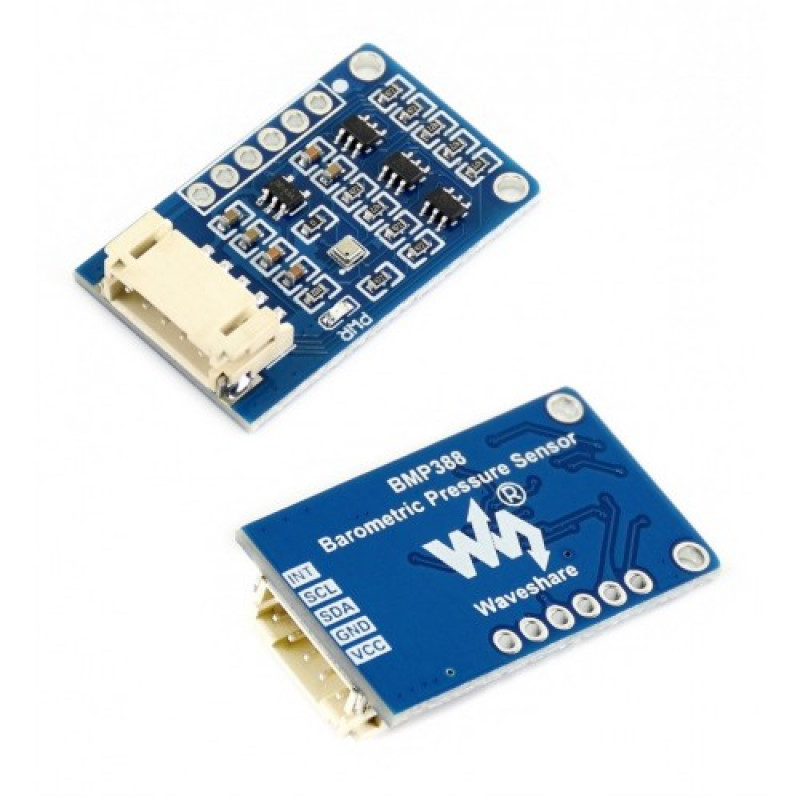 PWR
BMP388
Barometric Pressure Sensor
®
Waveshare
INT
SCL
SDA
GND
VCC